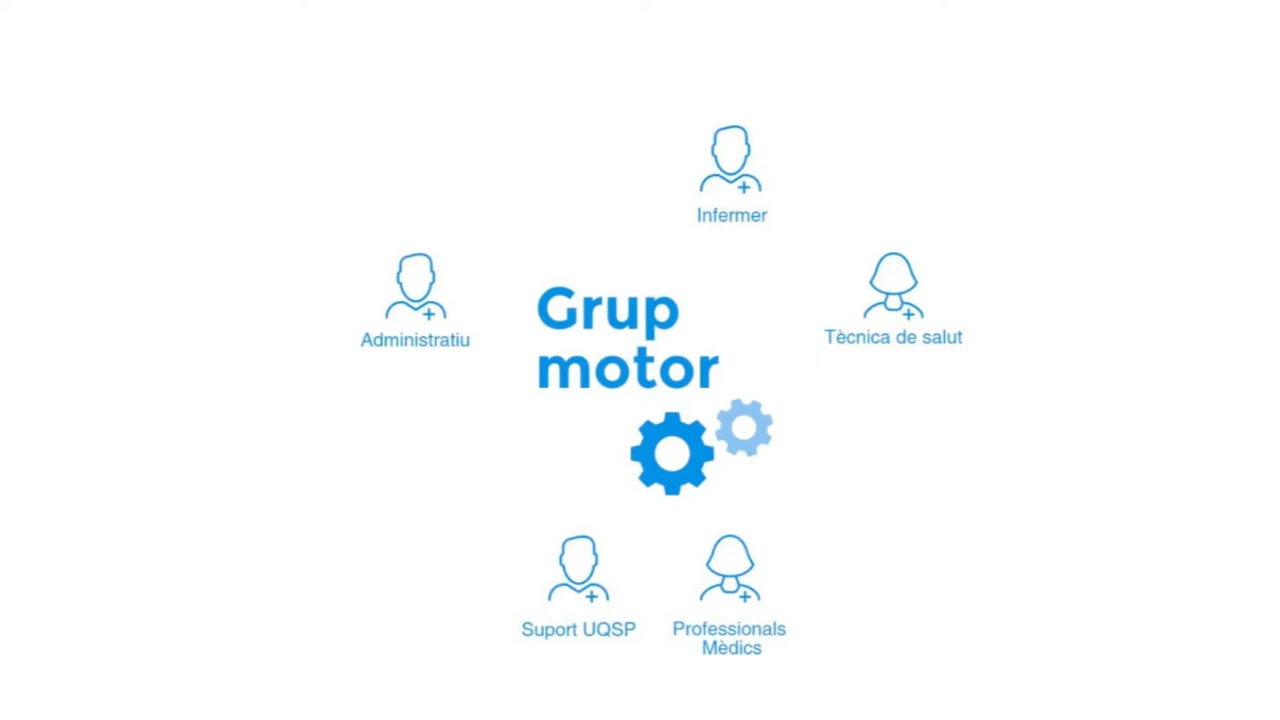 Infermer
Administratiu
Grup
motor
Tècnica de salut
Suport UQSP
Professionals
Mèdics